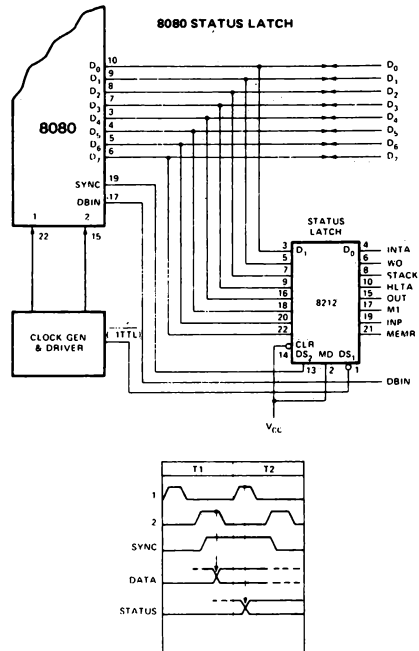 8080 STATUS LATCH
8080
D0 10 D0
D1 9 D1
D2 8 D2
D3 7 D3
D4 3 D4
D5 4 D5
D6 5 D6
D7 6 D7
SYNC 19
DBIN 17
1 2
22 15
CLOCK GEN
& DRIVER
( 1TTL)
STATUS
LATCH
8212
3 D1 D0 4 INTA
5 6 WO
7 8 STACK
9 10 HLTA
16 15 OUT
18 17 M1
20 19 INP
22 21 MEMR
CLR
14 DS2 MD DS1
13 2 1
DBIN
VCC
T1 T2
1
2
SYNC
DATA
STATUS